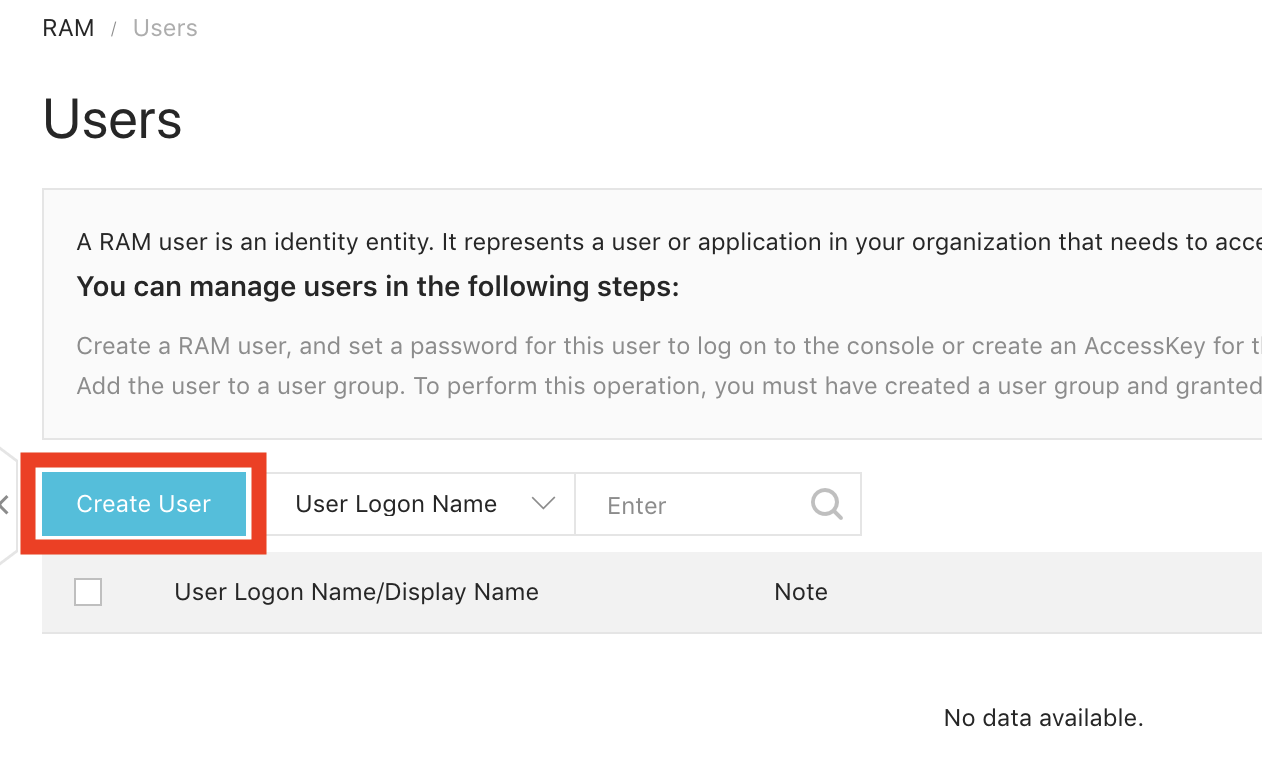 RAM / Users
Users
A RAM user is an identity entity. It represents a user or application in your organization that needs to acce
You can manage users in the following steps:
Create a RAM user, and set a password for this user to log on to the console or create an AccessKey for t
Add the user to a user group. To perform this operation, you must have created a user group and granted
Create User User Logon Name Enter
User Logon Name/Display Name Note
No data available.